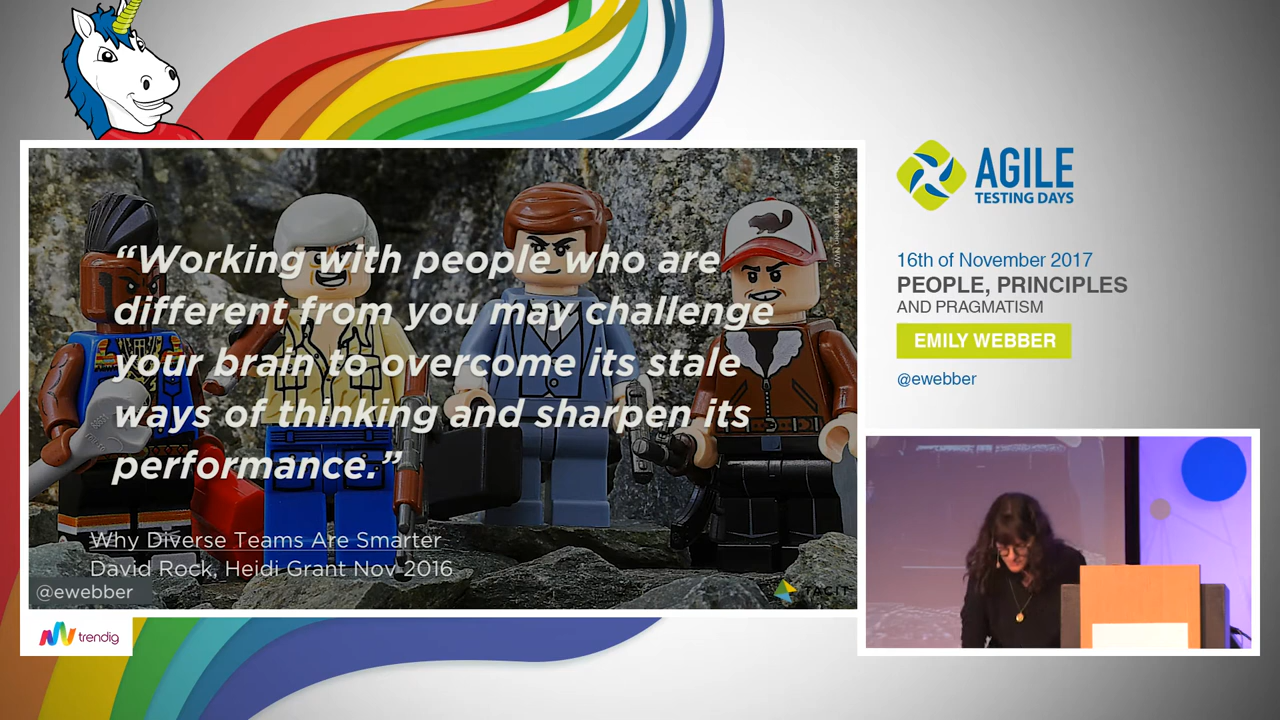 “Working with people who are
different from you may challenge
your brain to overcome its stale
ways of thinking and sharpen its
performance.”
Why Diverse Teams Are Smarter
David Rock, Heidi Grant Nov 2016
@ewebber
TACIT
trendig
AGILE
TESTING DAYS
16th of November 2017
PEOPLE, PRINCIPLES
AND PRAGMATISM
EMILY WEBBER
@ewebber